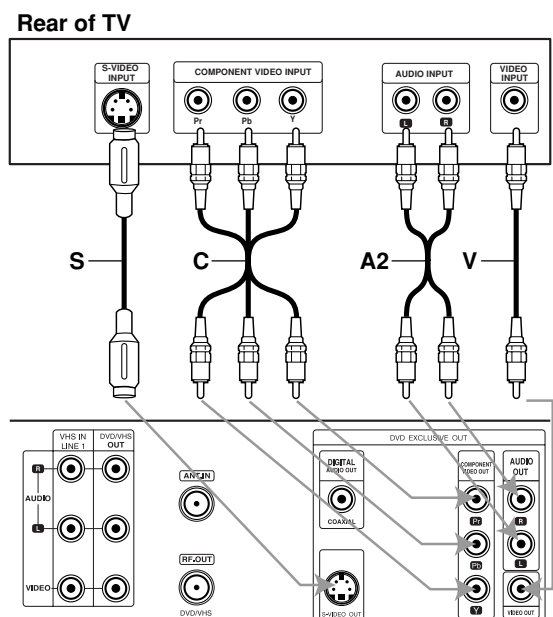 Rear of TV
S-VIDEO
INPUT
COMPONENT VIDEO INPUT
Pr
Pb
Y
AUDIO INPUT
L
R
VIDEO
INPUT
S
C
A2
V
VHS IN
LINE 1
DVD/VHS
OUT
R
AUDIO
L
VIDEO
ANT.IN
RF.OUT
DVD/VHS
DVD EXCLUSIVE OUT
DIGITAL
AUDIO OUT
COAXIAL
S-VIDEO OUT
COMPONENT
VIDEO OUT
Pr
Pb
Y
AUDIO
OUT
R
L
VIDEO OUT